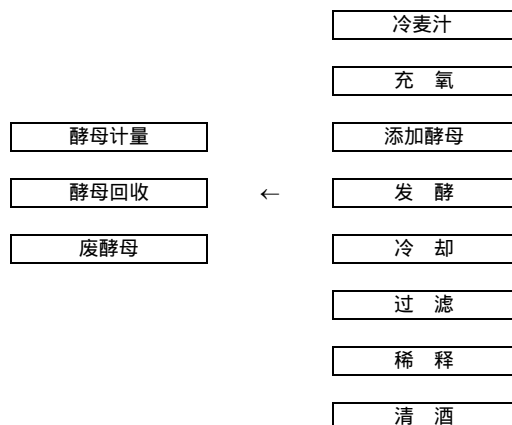 冷麦汁
充 氧
酵母计量 添加酵母
酵母回收 ← 发 酵
废酵母 冷 却
过 滤
稀 释
清 酒